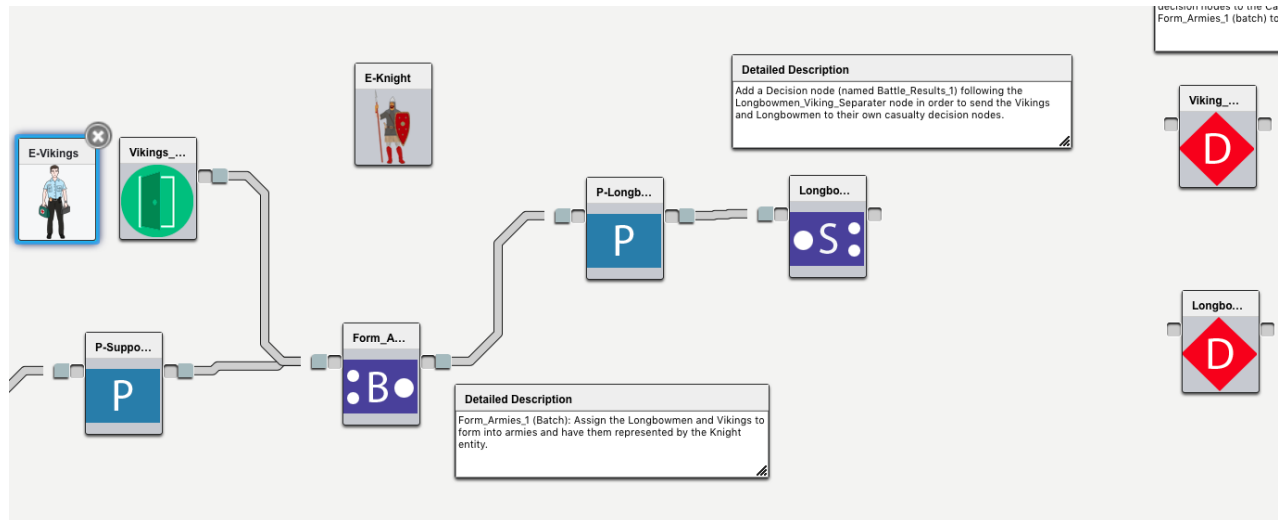 decision nodes to the Ca
Form_Armies_1 (batch) to
E-Knight
Detailed Description
Add a Decision node (named Battle_Results_1) following the
Longbowmen_Viking_Separater node in order to send the Vikings
and Longbowmen to their own casualty decision nodes.
Viking_...
D
E-Vikings
Vikings_...
P-Longb...
P
Longbo...
S
Longbo...
D
P-Suppo...
P
Form_A...
B
Detailed Description
Form_Armies_1 (Batch): Assign the Longbowmen and Vikings to
form into armies and have them represented by the Knight
entity.